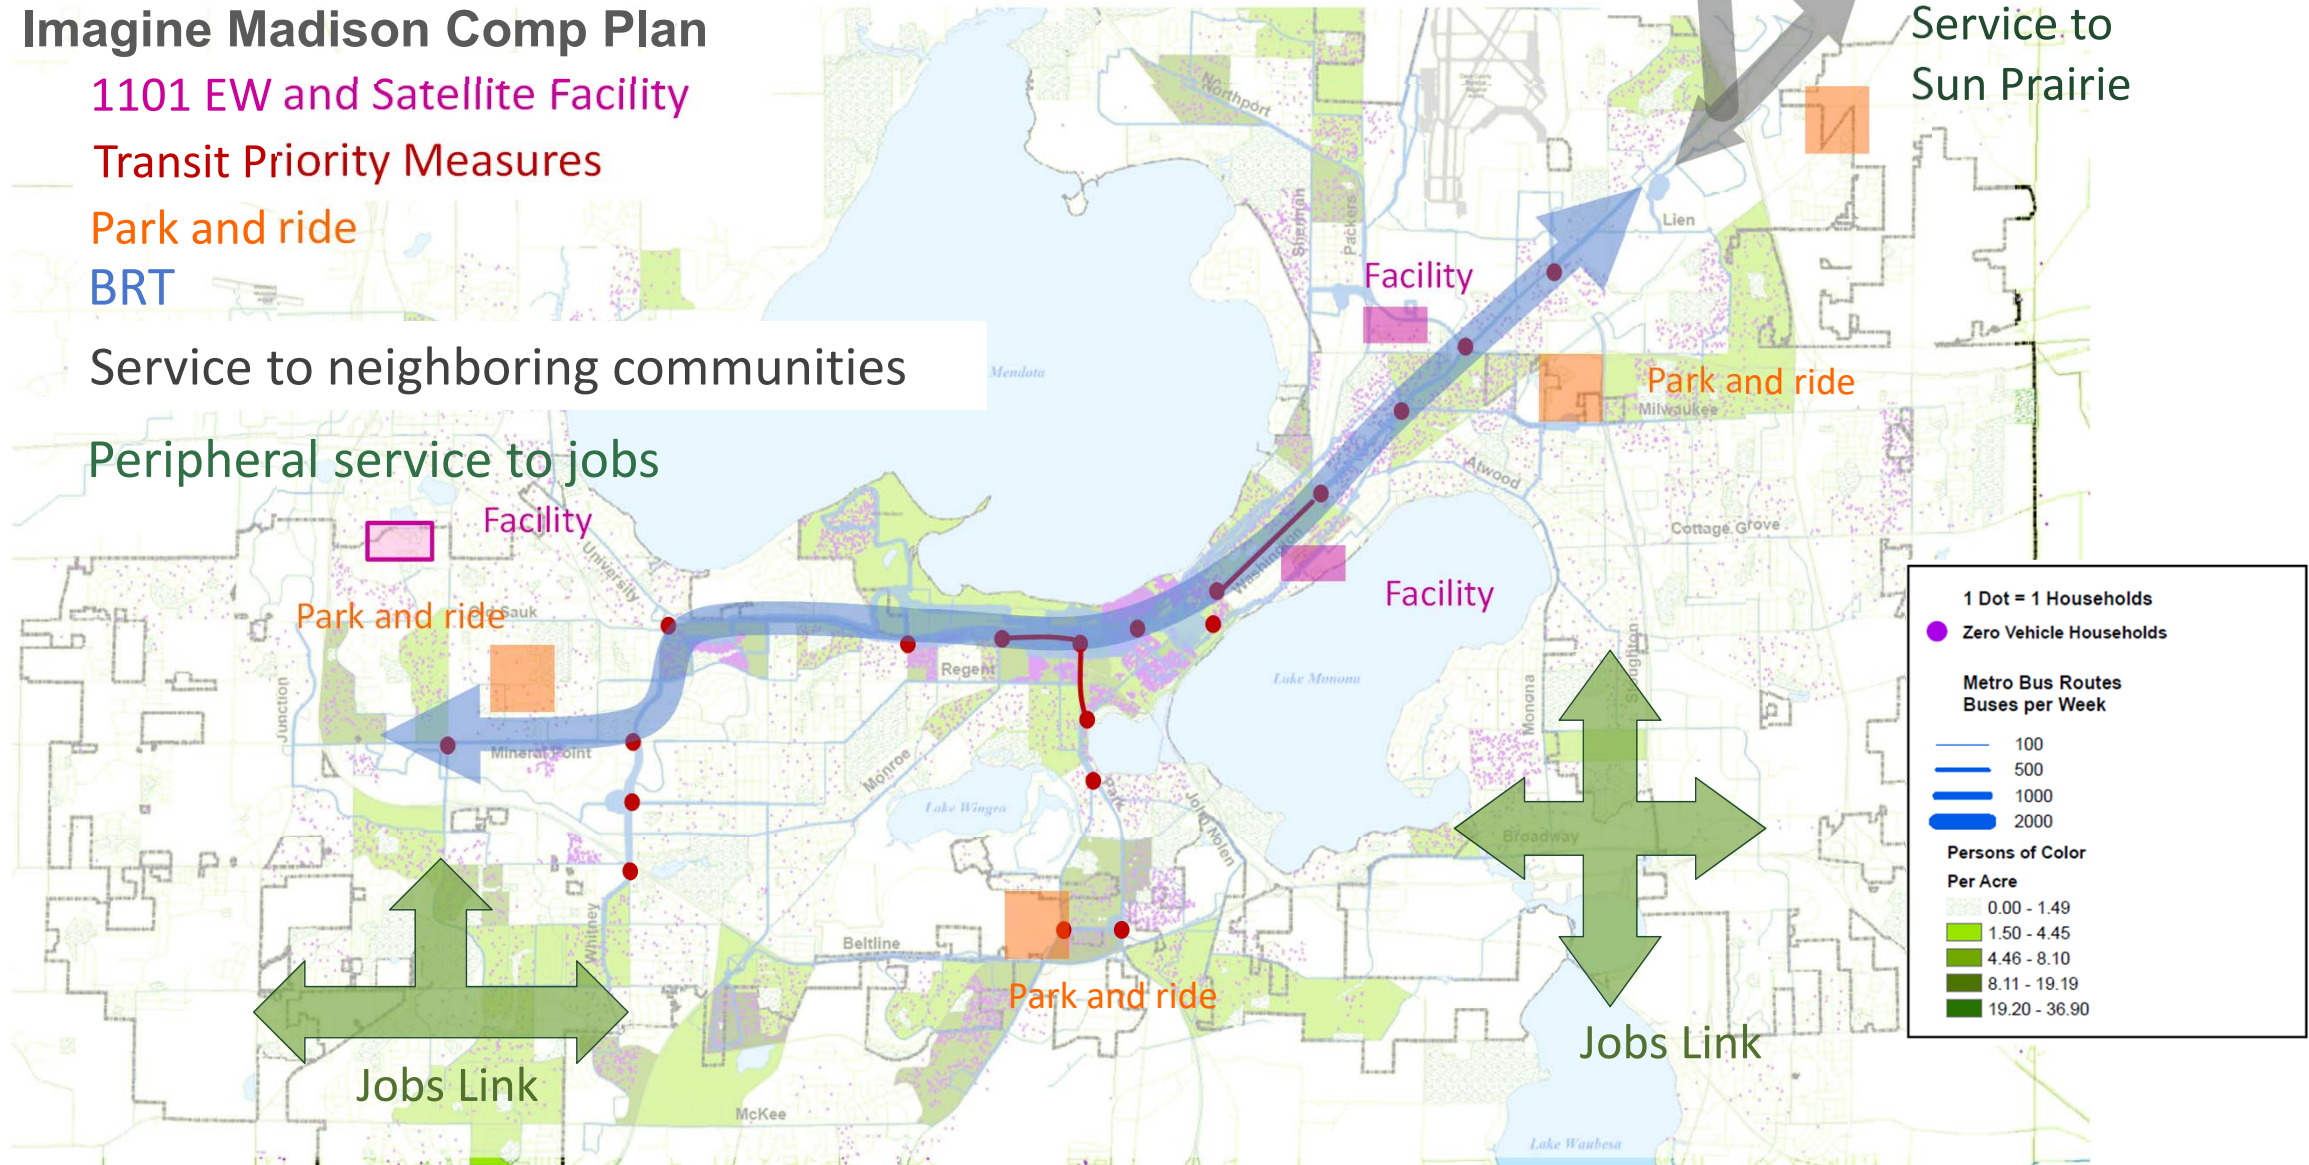 Imagine Madison Comp Plan
1101 EW and Satellite Facility
Transit Priority Measures
Park and ride
BRT
Service to neighboring communities
Peripheral service to jobs
Service to
Sun Prairie
Northport
Sherman
Packers
Lien
Facility
Park and ride
Milwaukee
Mendota
Atwood
Cottage Grove
Facility
University
Park and ride
Old Sauk
Washington
Facility
Regent
Lake Monona
Junction
Mineral Point
Monroe
Lake Wingra
Park
John Nolen
Monona
Stoughton
Broadway
Whitney
Beltline
Park and ride
Jobs Link
Jobs Link
McKee
Lake Waubesa
1 Dot = 1 Households
Zero Vehicle Households
Metro Bus Routes
Buses per Week
100
500
1000
2000
Persons of Color
Per Acre
0.00 - 1.49
1.50 - 4.45
4.46 - 8.10
8.11 - 19.19
19.20 - 36.90